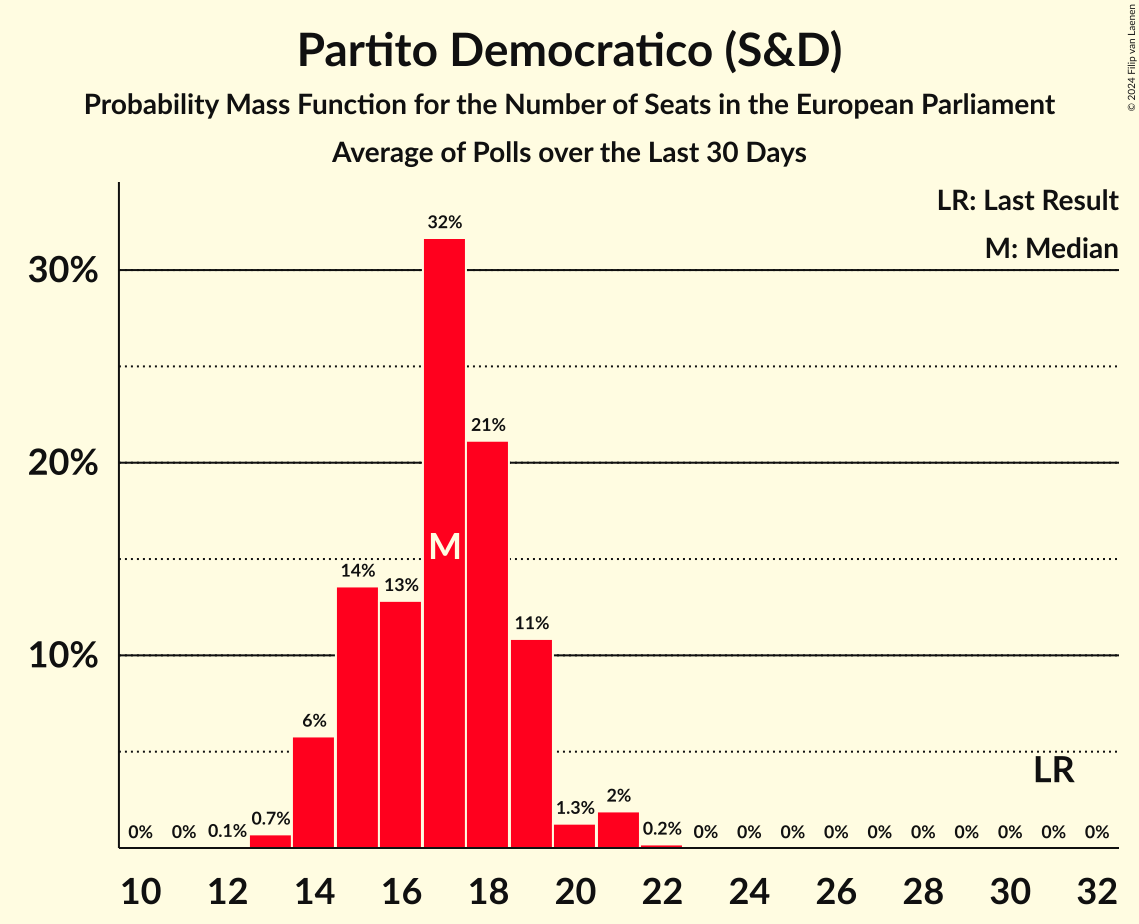 Partito Democratico (S&D)
Probability Mass Function for the Number of Seats in the European Parliament
Average of Polls over the Last 30 Days
© 2024 Filip van Laenen
LR: Last Result
M: Median
32%
30%
21%
20%
M
14%
13%
11%
10%
6%
LR
0% 0% 0.1% 0.7% 1.3% 2% 0.2% 0% 0% 0% 0% 0% 0% 0% 0% 0% 0%
10 12 14 16 18 20 22 24 26 28 30 32